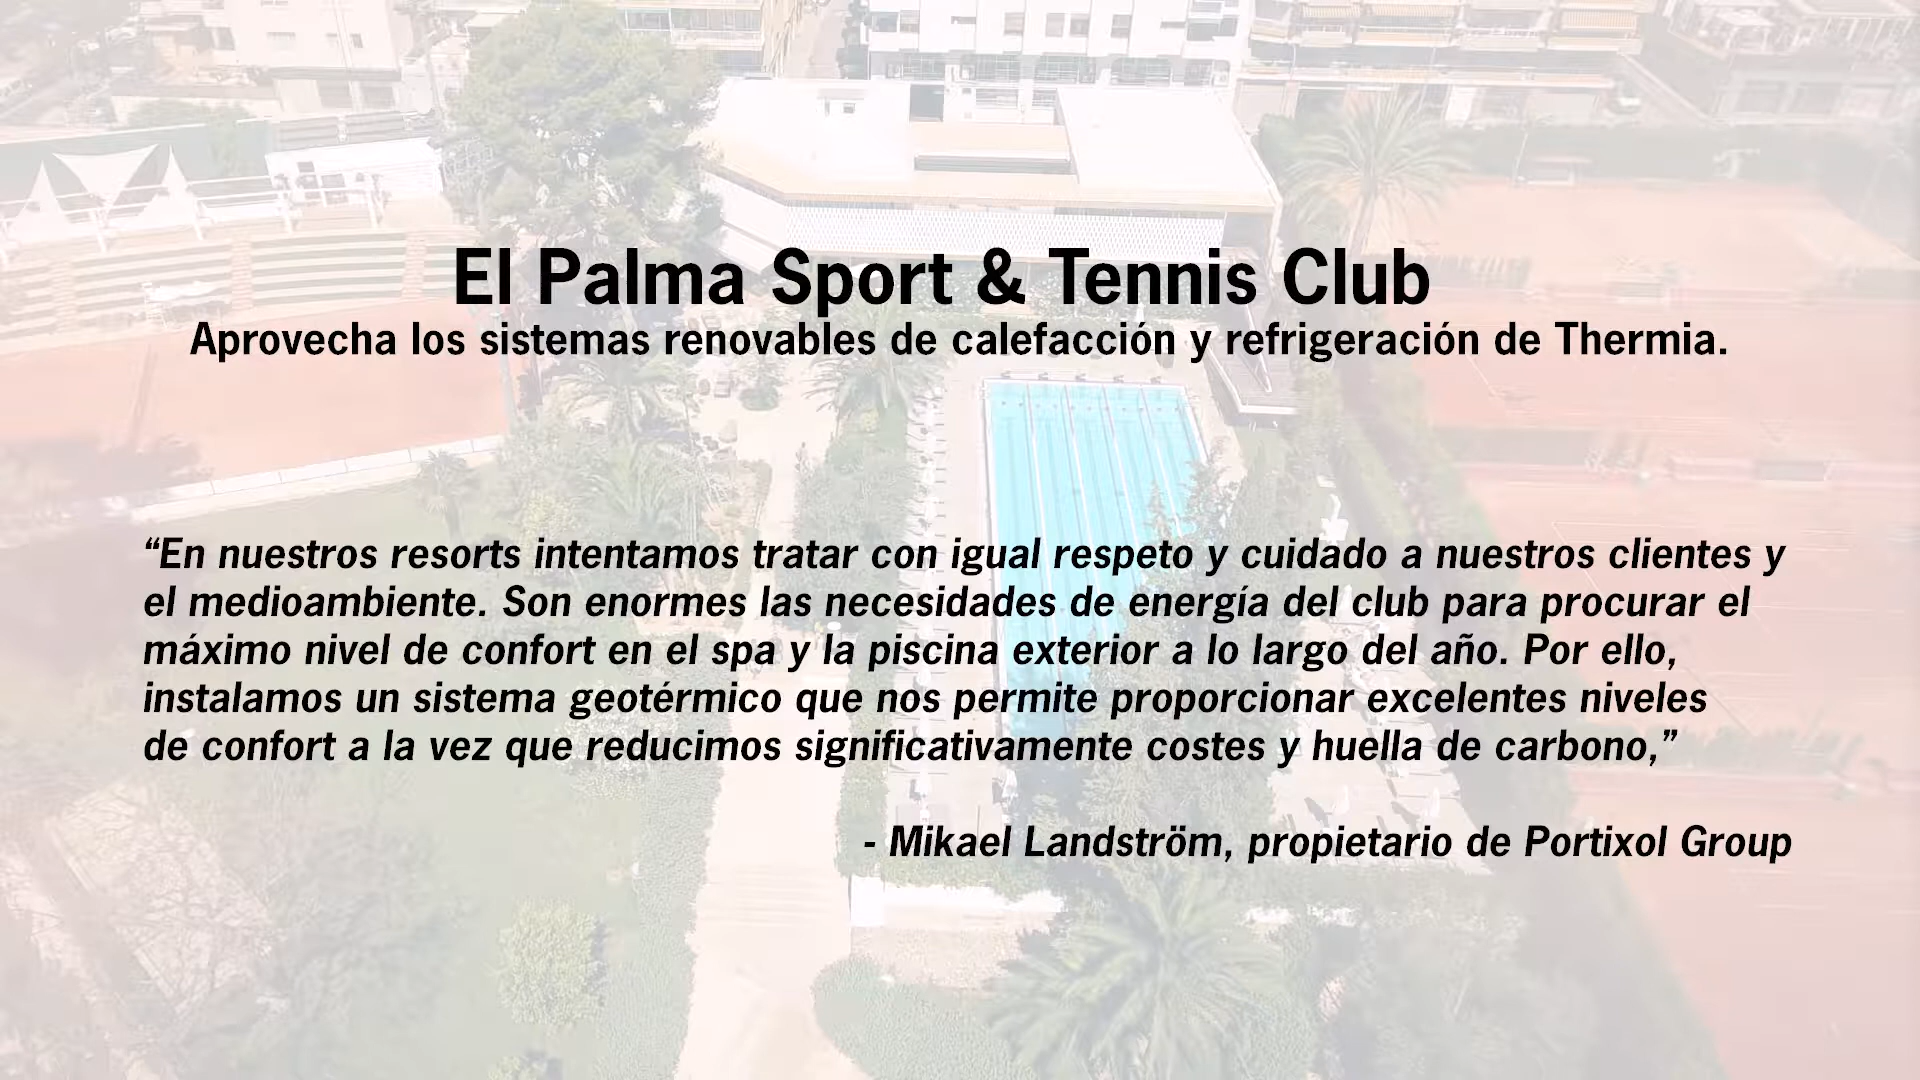 El Palma Sport & Tennis Club
Aprovecha los sistemas renovables de calefacción y refrigeración de Thermia.
“En nuestros resorts intentamos tratar con igual respeto y cuidado a nuestros clientes y
el medioambiente. Son enormes las necesidades de energía del club para procurar el
máximo nivel de confort en el spa y la piscina exterior a lo largo del año. Por ello,
instalamos un sistema geotérmico que nos permite proporcionar excelentes niveles
de confort a la vez que reducimos significativamente costes y huella de carbono,”
- Mikael Landström, propietario de Portixol Group